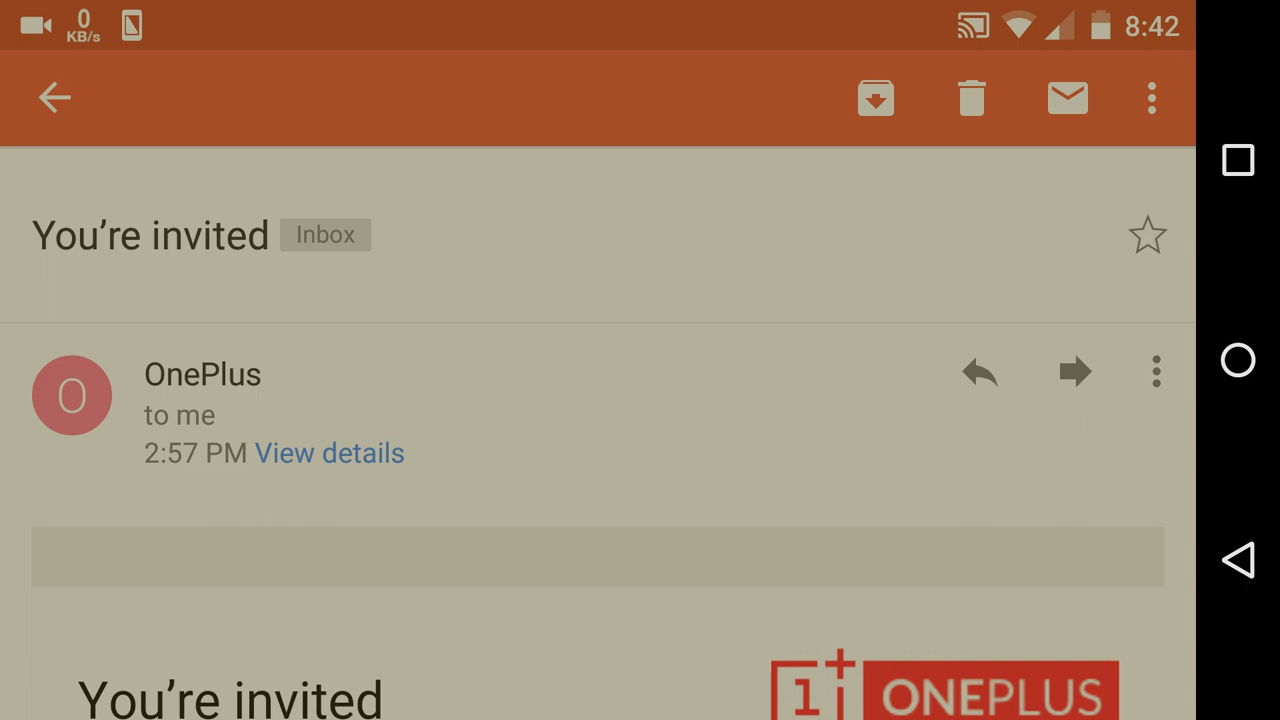 0
KB/s
8:42
You’re invited Inbox
O
OnePlus
to me
2:57 PM View details
You’re invited
1+ ONEPLUS